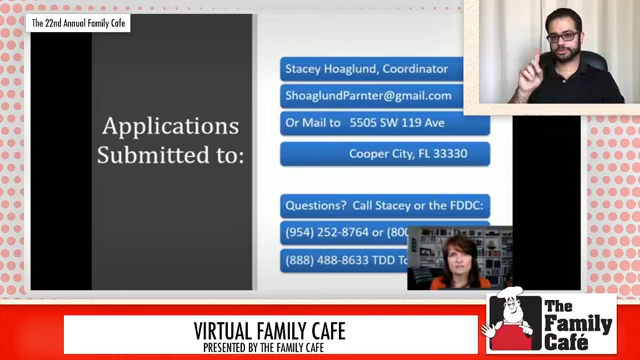 The 22nd Annual Family Cafe
Applications
Submitted to:
Stacey Hoaglund, Coordinator
ShoaglundParnter@gmail.com
Or Mail to 5505 SW 119 Ave
Cooper City, FL 33330
Questions? Call Stacey or the FDDC:
(954) 252-8764 or (800
(888) 488-8633 TDD To
VIRTUAL FAMILY CAFE
PRESENTED BY THE FAMILY CAFE
The
Family
Café